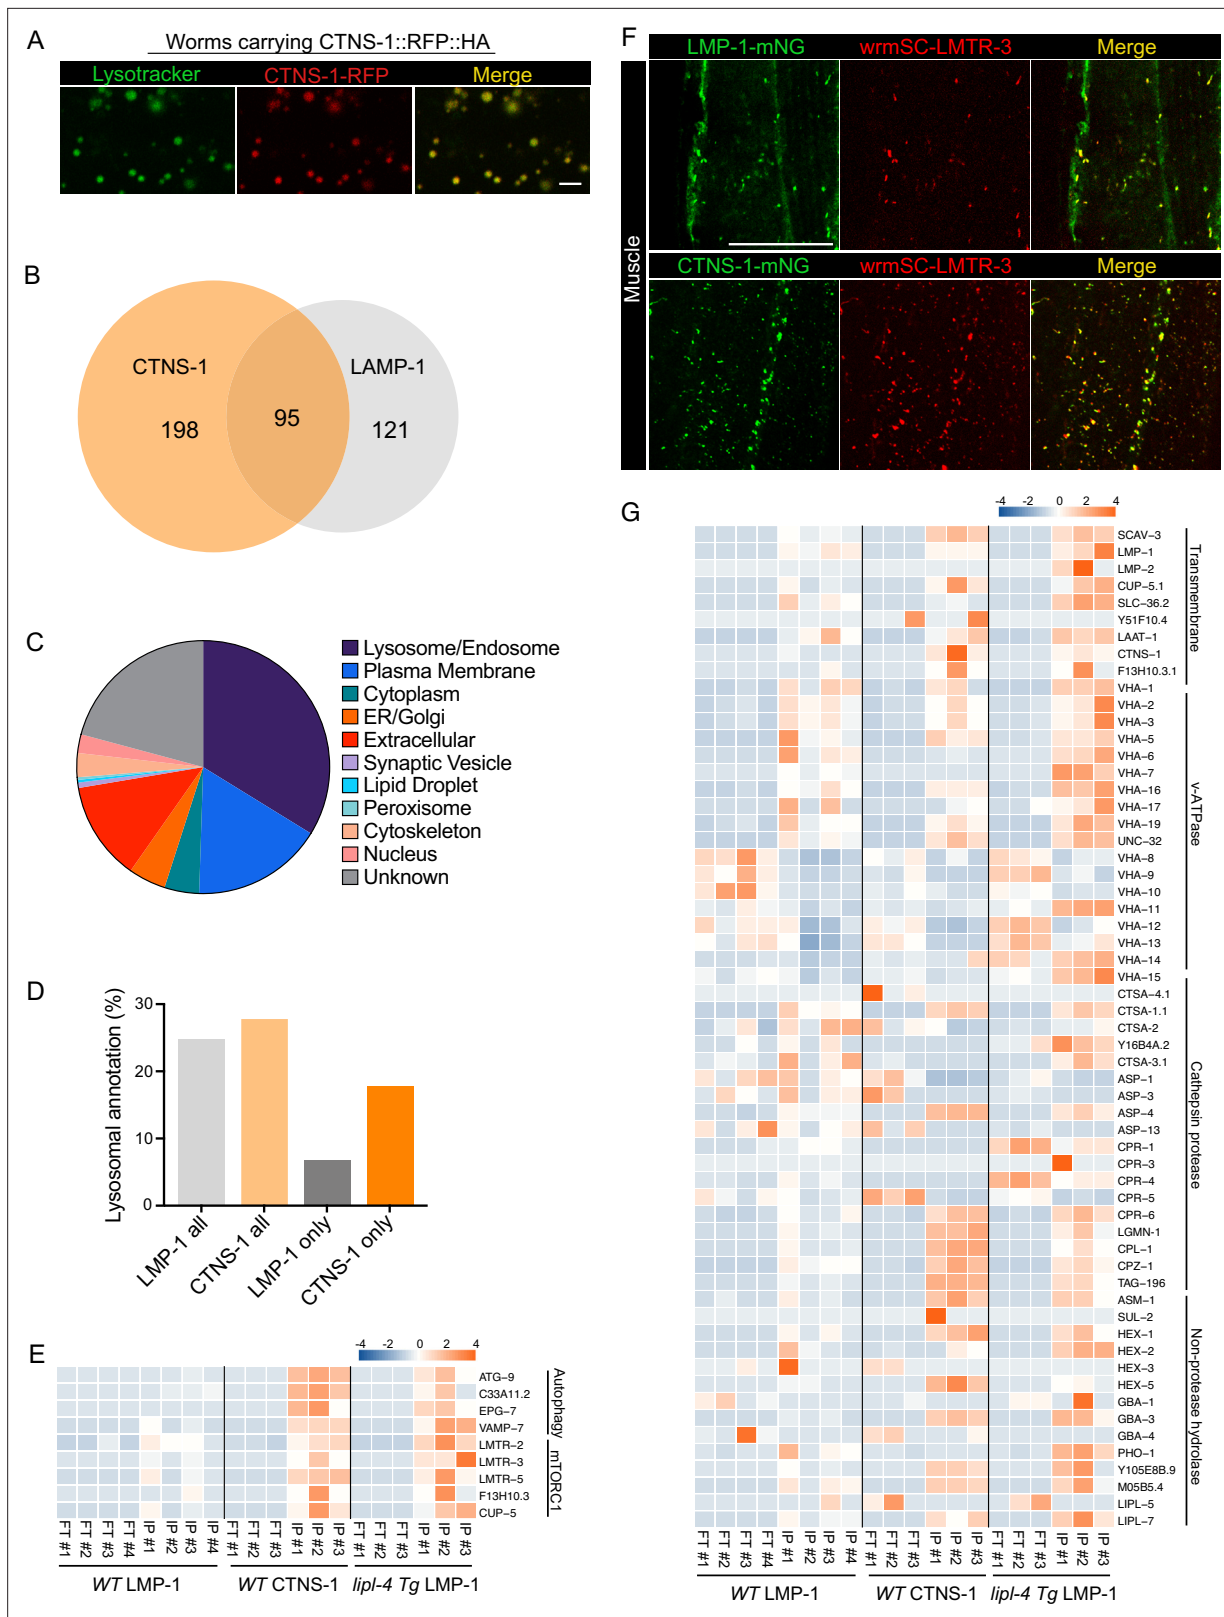 A
Worms carrying CTNS-1::RFP::HA
Lysotracker
CTNS-1-RFP
Merge
B
CTNS-1
198
95
LAMP-1
121
C
Lysosome/Endosome
Plasma Membrane
Cytoplasm
ER/Golgi
Extracellular
Synaptic Vesicle
Lipid Droplet
Peroxisome
Cytoskeleton
Nucleus
Unknown
D
Lysosomal annotation (%)
30
20
10
0
LMP-1 all
CTNS-1 all
LMP-1 only
CTNS-1 only
E
-4 -2 0 2 4
ATG-9
C33A11.2
EPG-7
VAMP-7
LMTR-2
LMTR-3
LMTR-5
F13H10.3
CUP-5
Autophagy
mTORC1
FT #1 FT #2 FT #3 FT #4 IP #1 IP #2 IP #3 IP #4 FT #1 FT #2 FT #3 IP #1 IP #2 IP #3 FT #1 FT #2 FT #3 IP #1 IP #2 IP #3
WT LMP-1
WT CTNS-1
lipl-4 Tg LMP-1
F
LMP-1-mNG
wrmSC-LMTR-3
Merge
CTNS-1-mNG
wrmSC-LMTR-3
Merge
Muscle
G
-4 -2 0 2 4
SCAV-3
LMP-1
LMP-2
CUP-5.1
SLC-36.2
Y51F10.4
LAAT-1
CTNS-1
F13H10.3.1
VHA-1
VHA-2
VHA-3
VHA-5
VHA-6
VHA-7
VHA-16
VHA-17
VHA-19
UNC-32
VHA-8
VHA-9
VHA-10
VHA-11
VHA-12
VHA-13
VHA-14
VHA-15
CTSA-4.1
CTSA-1.1
CTSA-2
Y16B4A.2
CTSA-3.1
ASP-1
ASP-3
ASP-4
ASP-13
CPR-1
CPR-3
CPR-4
CPR-5
CPR-6
LGMN-1
CPL-1
CPZ-1
TAG-196
ASM-1
SUL-2
HEX-1
HEX-2
HEX-3
HEX-5
GBA-1
GBA-3
GBA-4
PHO-1
Y105E8B.9
M05B5.4
LIPL-5
LIPL-7
Transmembrane
v-ATPase
Cathepsin protease
Non-protease hydrolase
FT #1 FT #2 FT #3 FT #4 IP #1 IP #2 IP #3 IP #4 FT #1 FT #2 FT #3 IP #1 IP #2 IP #3 FT #1 FT #2 FT #3 IP #1 IP #2 IP #3
WT LMP-1
WT CTNS-1
lipl-4 Tg LMP-1